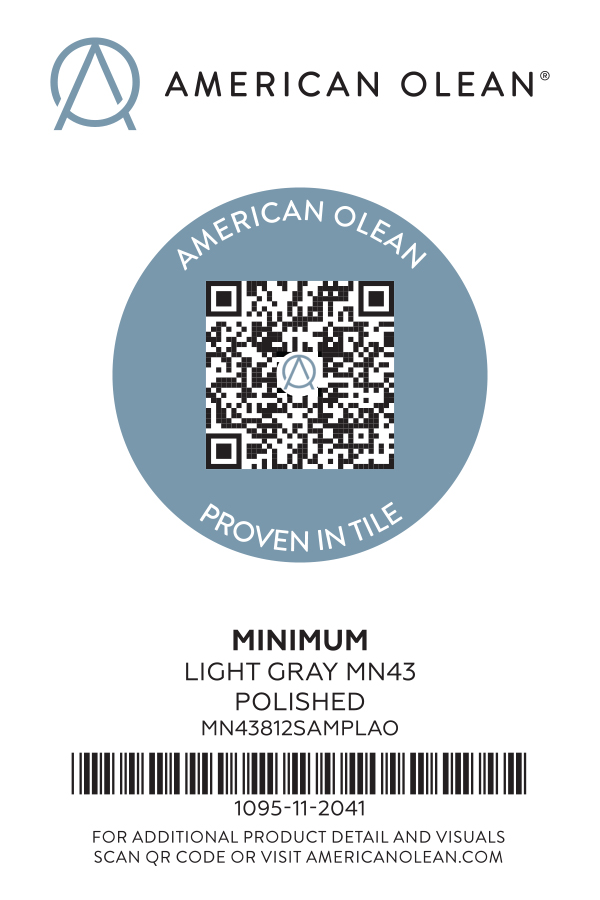 AMERICAN OLEAN®
AMERICAN OLEAN
PROVEN IN TILE
MINIMUM
LIGHT GRAY MN43
POLISHED
MN43812SAMPLAO
1095-11-2041
FOR ADDITIONAL PRODUCT DETAIL AND VISUALS
SCAN QR CODE OR VISIT AMERICANOLEAN.COM